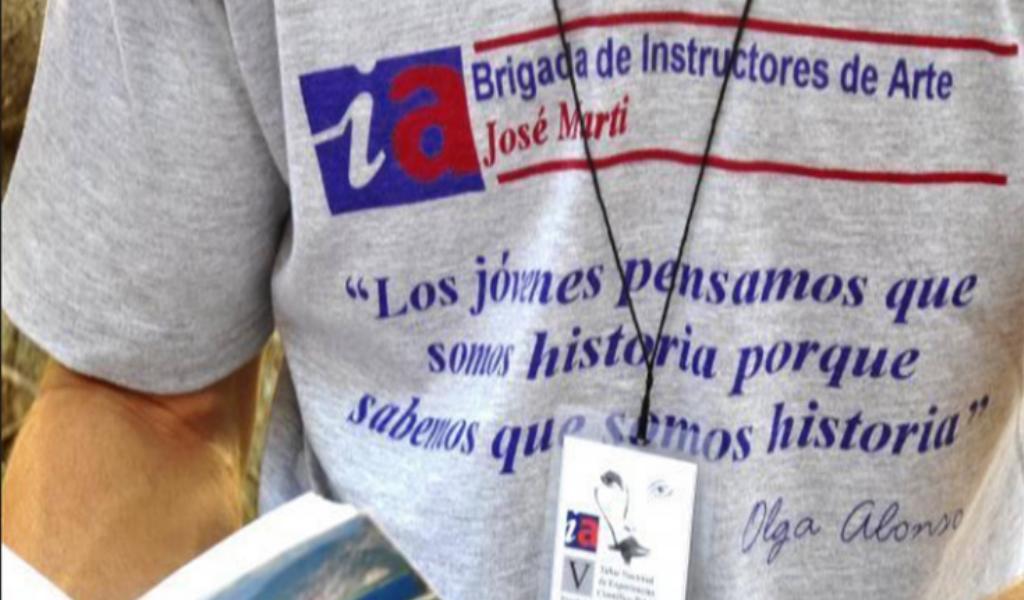 ia
Brigada de Instructores de Arte
José Marti
“Los jóvenes pensamos que
somos historia porque
sabemos que somos historia”
Olga Alonso
ia
V